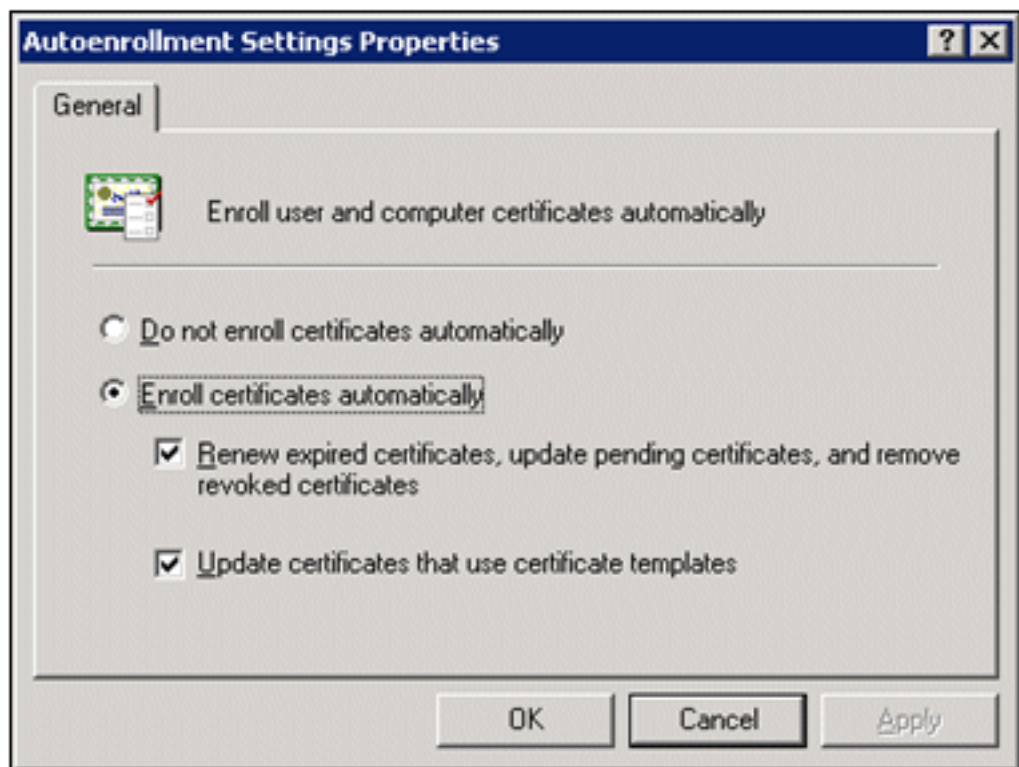 Autoenrollment Settings Properties
General
Enroll user and computer certificates automatically
Do not enroll certificates automatically
Enroll certificates automatically
Renew expired certificates, update pending certificates, and remove
revoked certificates
Update certificates that use certificate templates
OK Cancel Apply